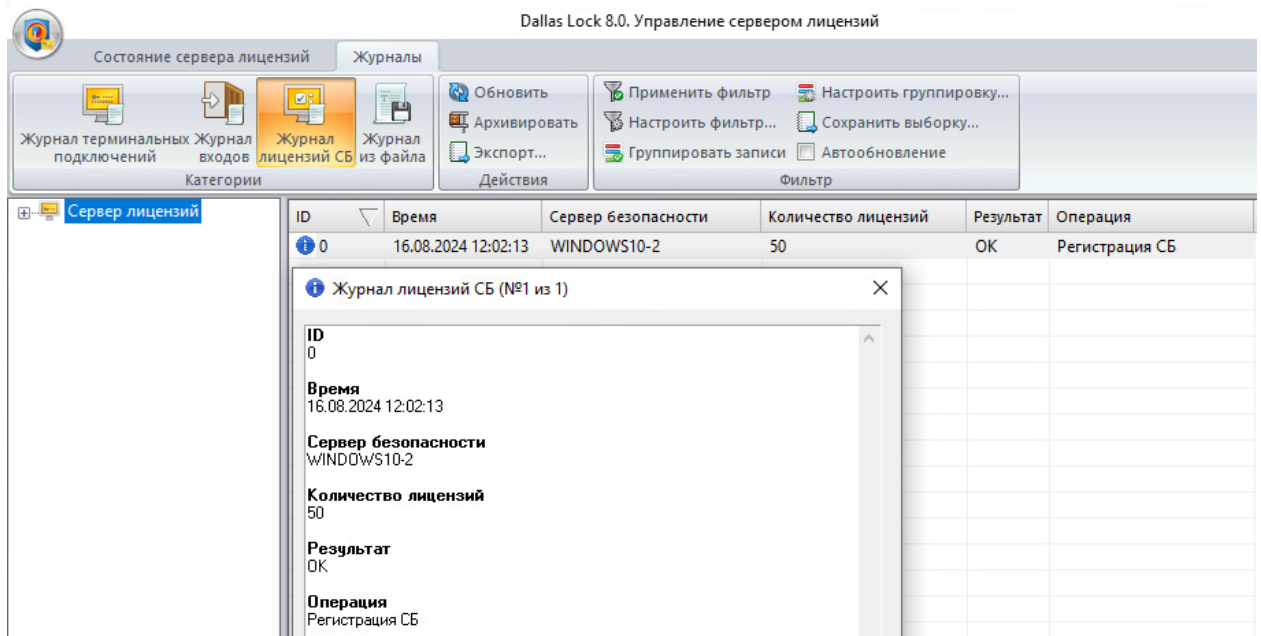 Dallas Lock 8.0. Управление сервером лицензий
Состояние сервера лицензий
Журналы
Журнал терминальных подключений
Журнал входов
Журнал лицензий СБ
Журнал из файла
Категории
Обновить
Архивировать
Экспорт...
Действия
Применить фильтр
Настроить фильтр...
Группировать записи
Настроить группировку...
Сохранить выборку...
Автообновление
Фильтр
Сервер лицензий
ID Время Сервер безопасности Количество лицензий Результат Операция
0 16.08.2024 12:02:13 WINDOWS10-2 50 OK Регистрация СБ
Журнал лицензий СБ (№1 из 1)
ID
0
Время
16.08.2024 12:02:13
Сервер безопасности
WINDOWS10-2
Количество лицензий
50
Результат
OK
Операция
Регистрация СБ